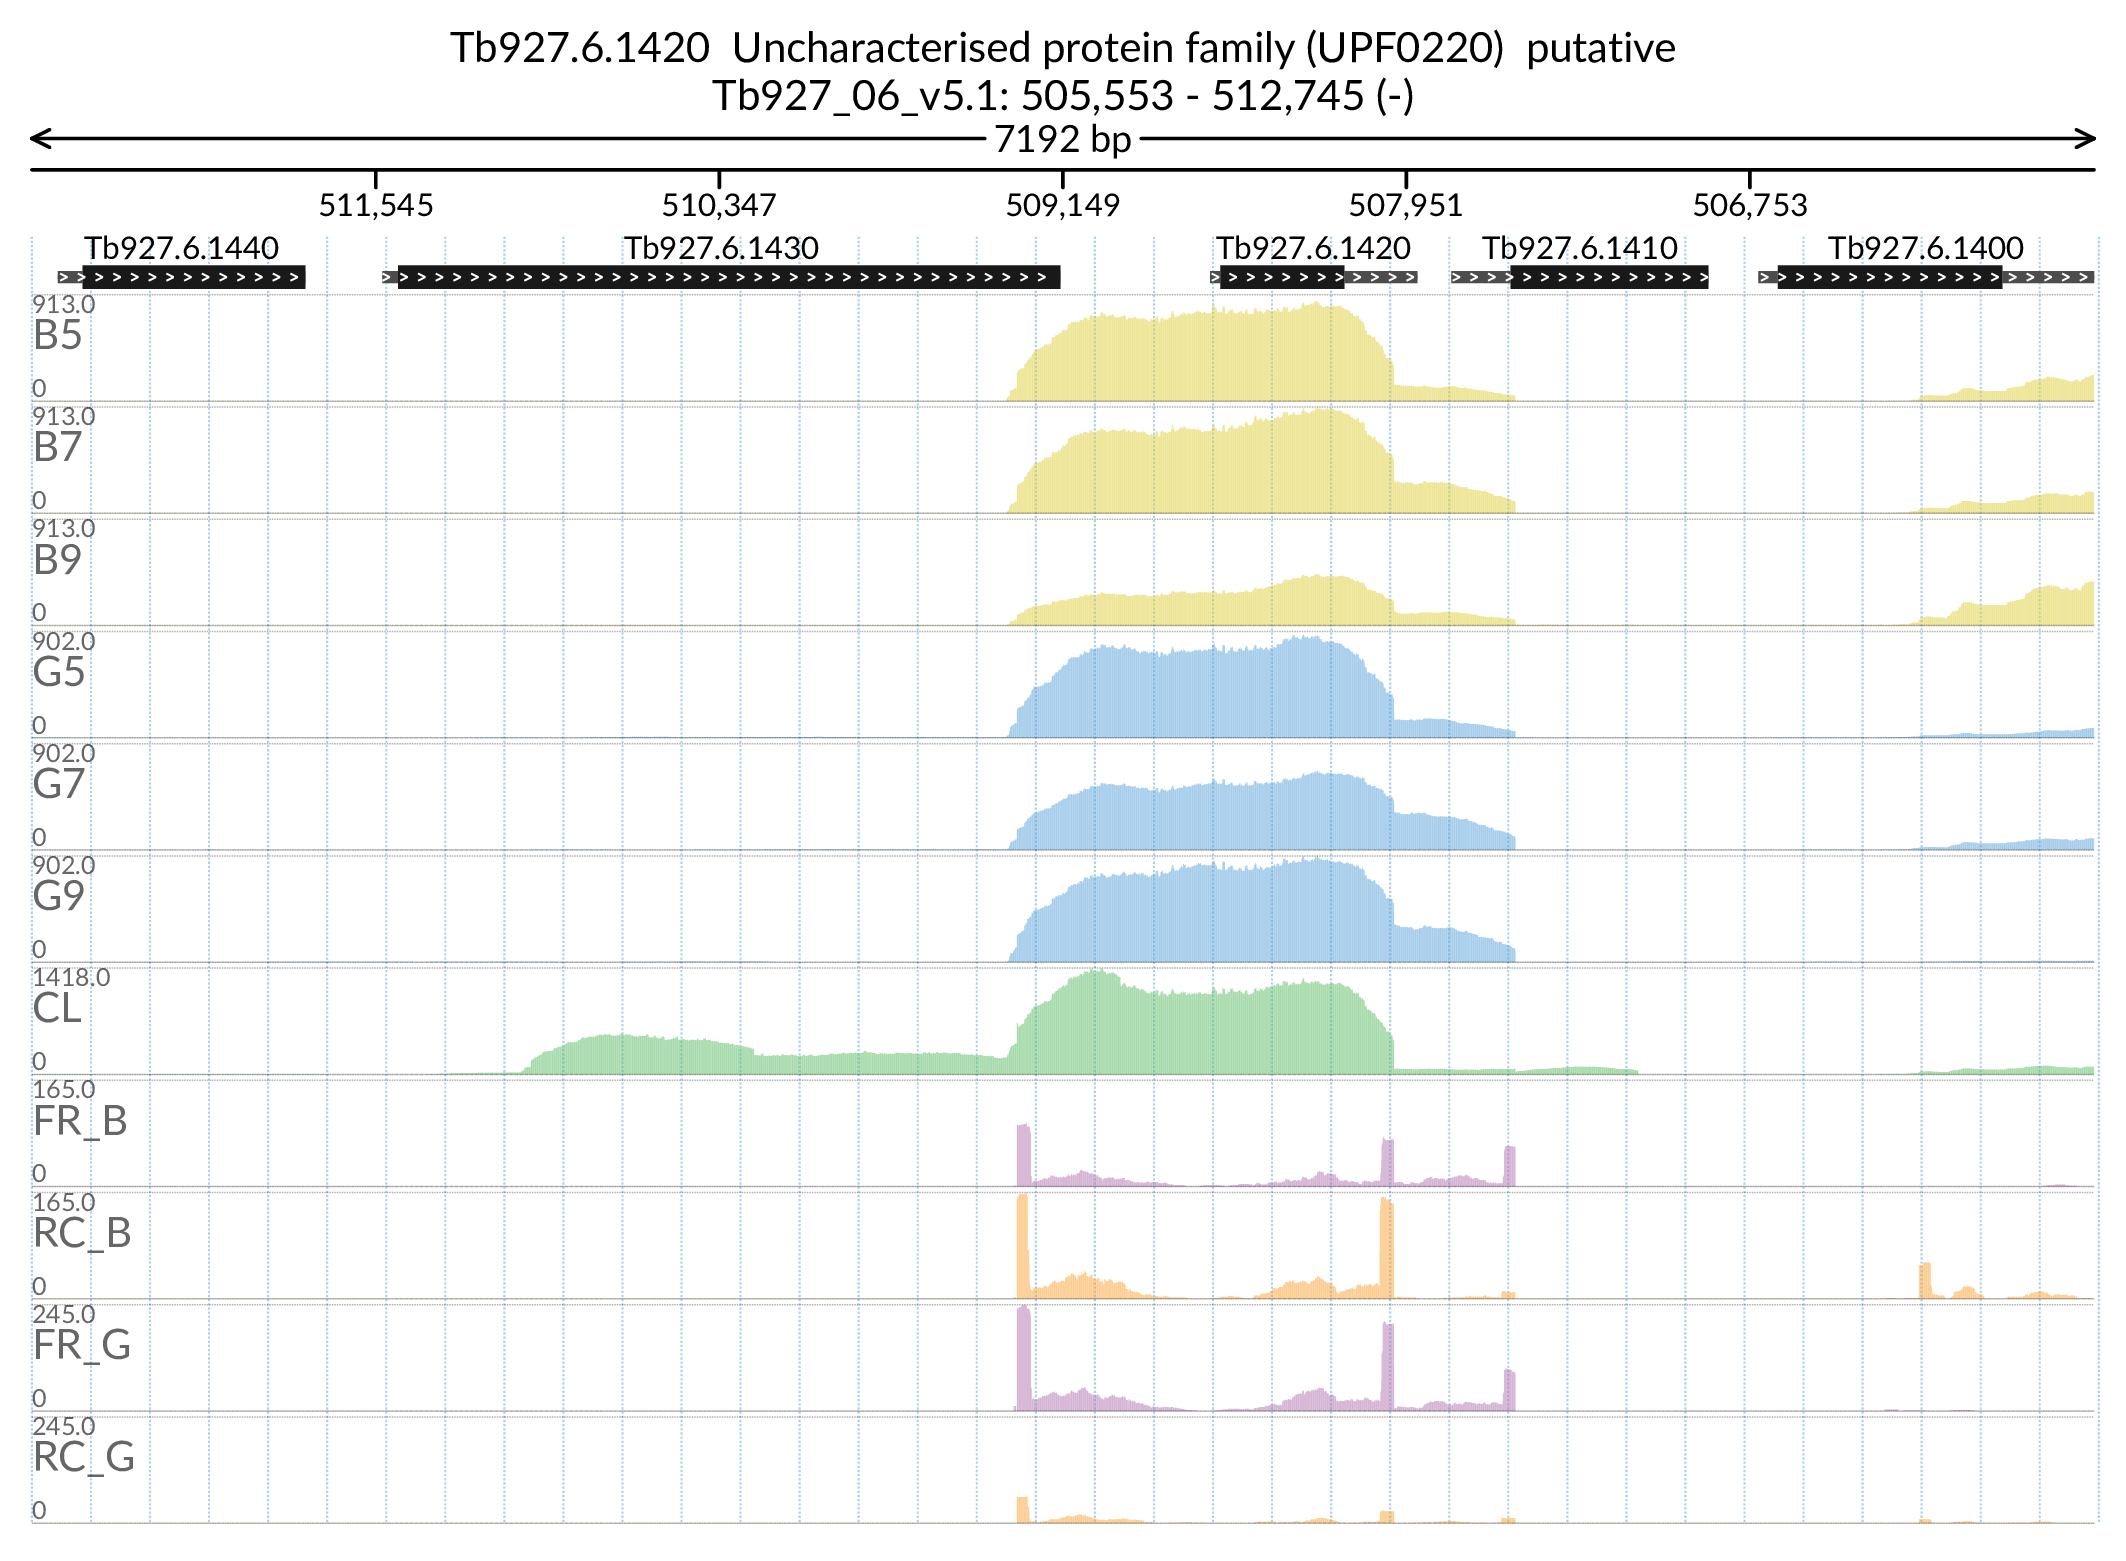 Tb927.6.1420  Uncharacterised protein family (UPF0220)  putative
Tb927_06_v5.1: 505,553 - 512,745 (-)
7192 bp
511,545 510,347 509,149 507,951 506,753
Tb927.6.1440 Tb927.6.1430 Tb927.6.1420 Tb927.6.1410 Tb927.6.1400
913.0
B5
0
913.0
B7
0
913.0
B9
0
902.0
G5
0
902.0
G7
0
902.0
G9
0
1418.0
CL
0
165.0
FR_B
0
165.0
RC_B
0
245.0
FR_G
0
245.0
RC_G
0